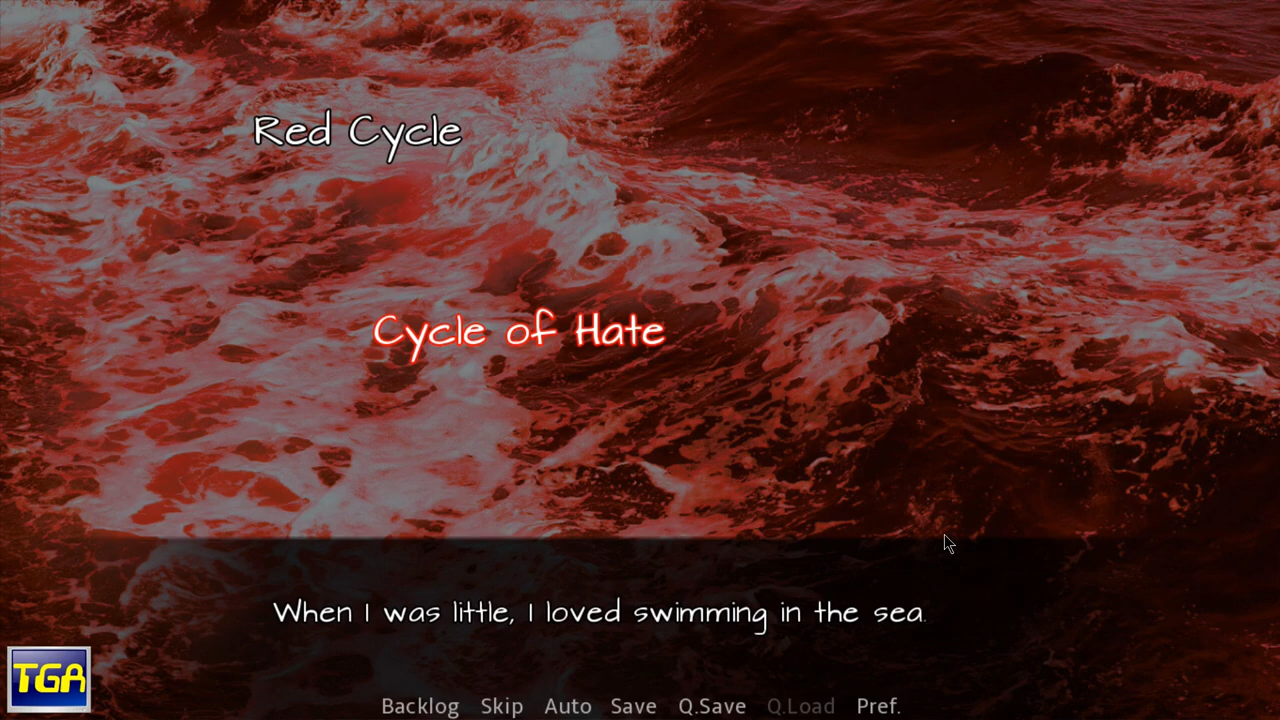 Red Cycle
Cycle of Hate
When I was little, I loved swimming in the sea.
TGA
Backlog Skip Auto Save Q.Save Q.Load Pref.